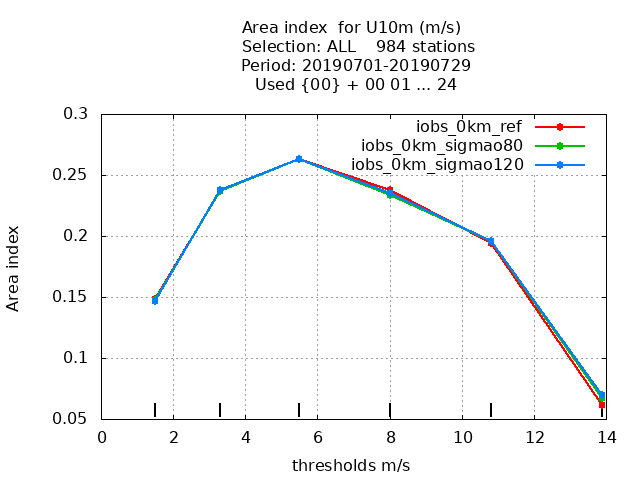 Area index  for U10m (m/s)
Selection: ALL    984 stations
Period: 20190701-20190729
Used {00} + 00 01 ... 24
iobs_0km_ref
iobs_0km_sigmao80
iobs_0km_sigmao120
Area index
0.3
0.25
0.2
0.15
0.1
0.05
0 2 4 6 8 10 12 14
thresholds m/s